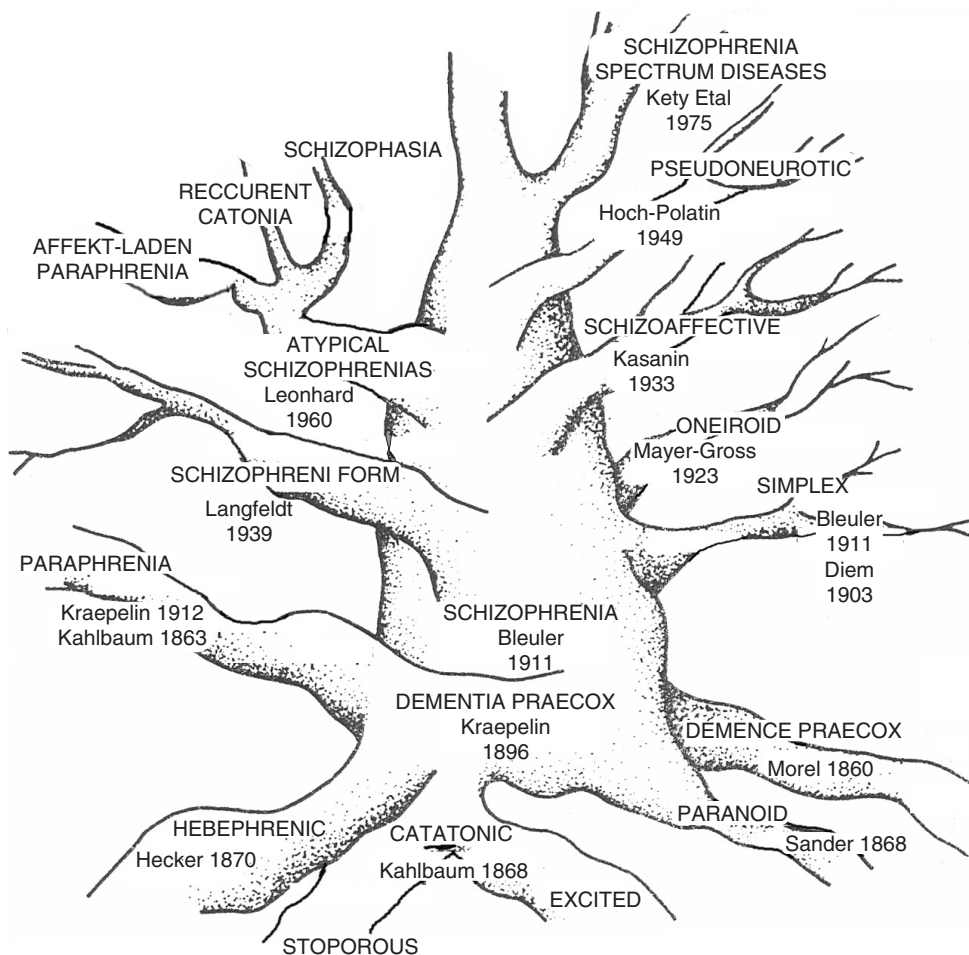 SCHIZOPHRENIA
SPECTRUM DISEASES
Kety Etal
1975
SCHIZOPHASIA
PSEUDONEUROTIC
RECCURENT
CATONIA
Hoch-Polatin
1949
AFFEKT-LADEN
PARAPHRENIA
SCHIZOAFFECTIVE
Kasanin
1933
ATYPICAL
SCHIZOPHRENIAS
Leonhard
1960
ONEIROID
Mayer-Gross
1923
SCHIZOPHRENI FORM
Langfeldt
1939
SIMPLEX
Bleuler
1911
Diem
1903
PARAPHRENIA
Kraepelin 1912
Kahlbaum 1863
SCHIZOPHRENIA
Bleuler
1911
DEMENTIA PRAECOX
Kraepelin
1896
DEMENCE PRAECOX
Morel 1860
PARANOID
Sander 1868
HEBEPHRENIC
Hecker 1870
CATATONIC
Kahlbaum 1868
EXCITED
STOPOROUS